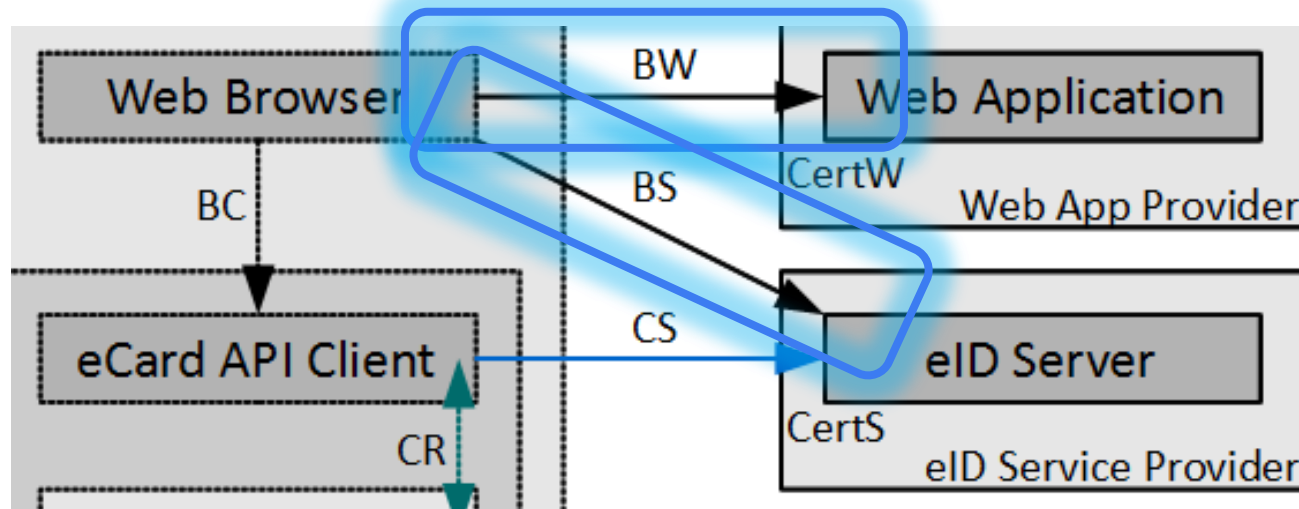 Web Browser
BW
Web Application
CertW
BC
BS
Web App Provider
eCard API Client
CS
eID Server
CertS
CR
eID Service Provider